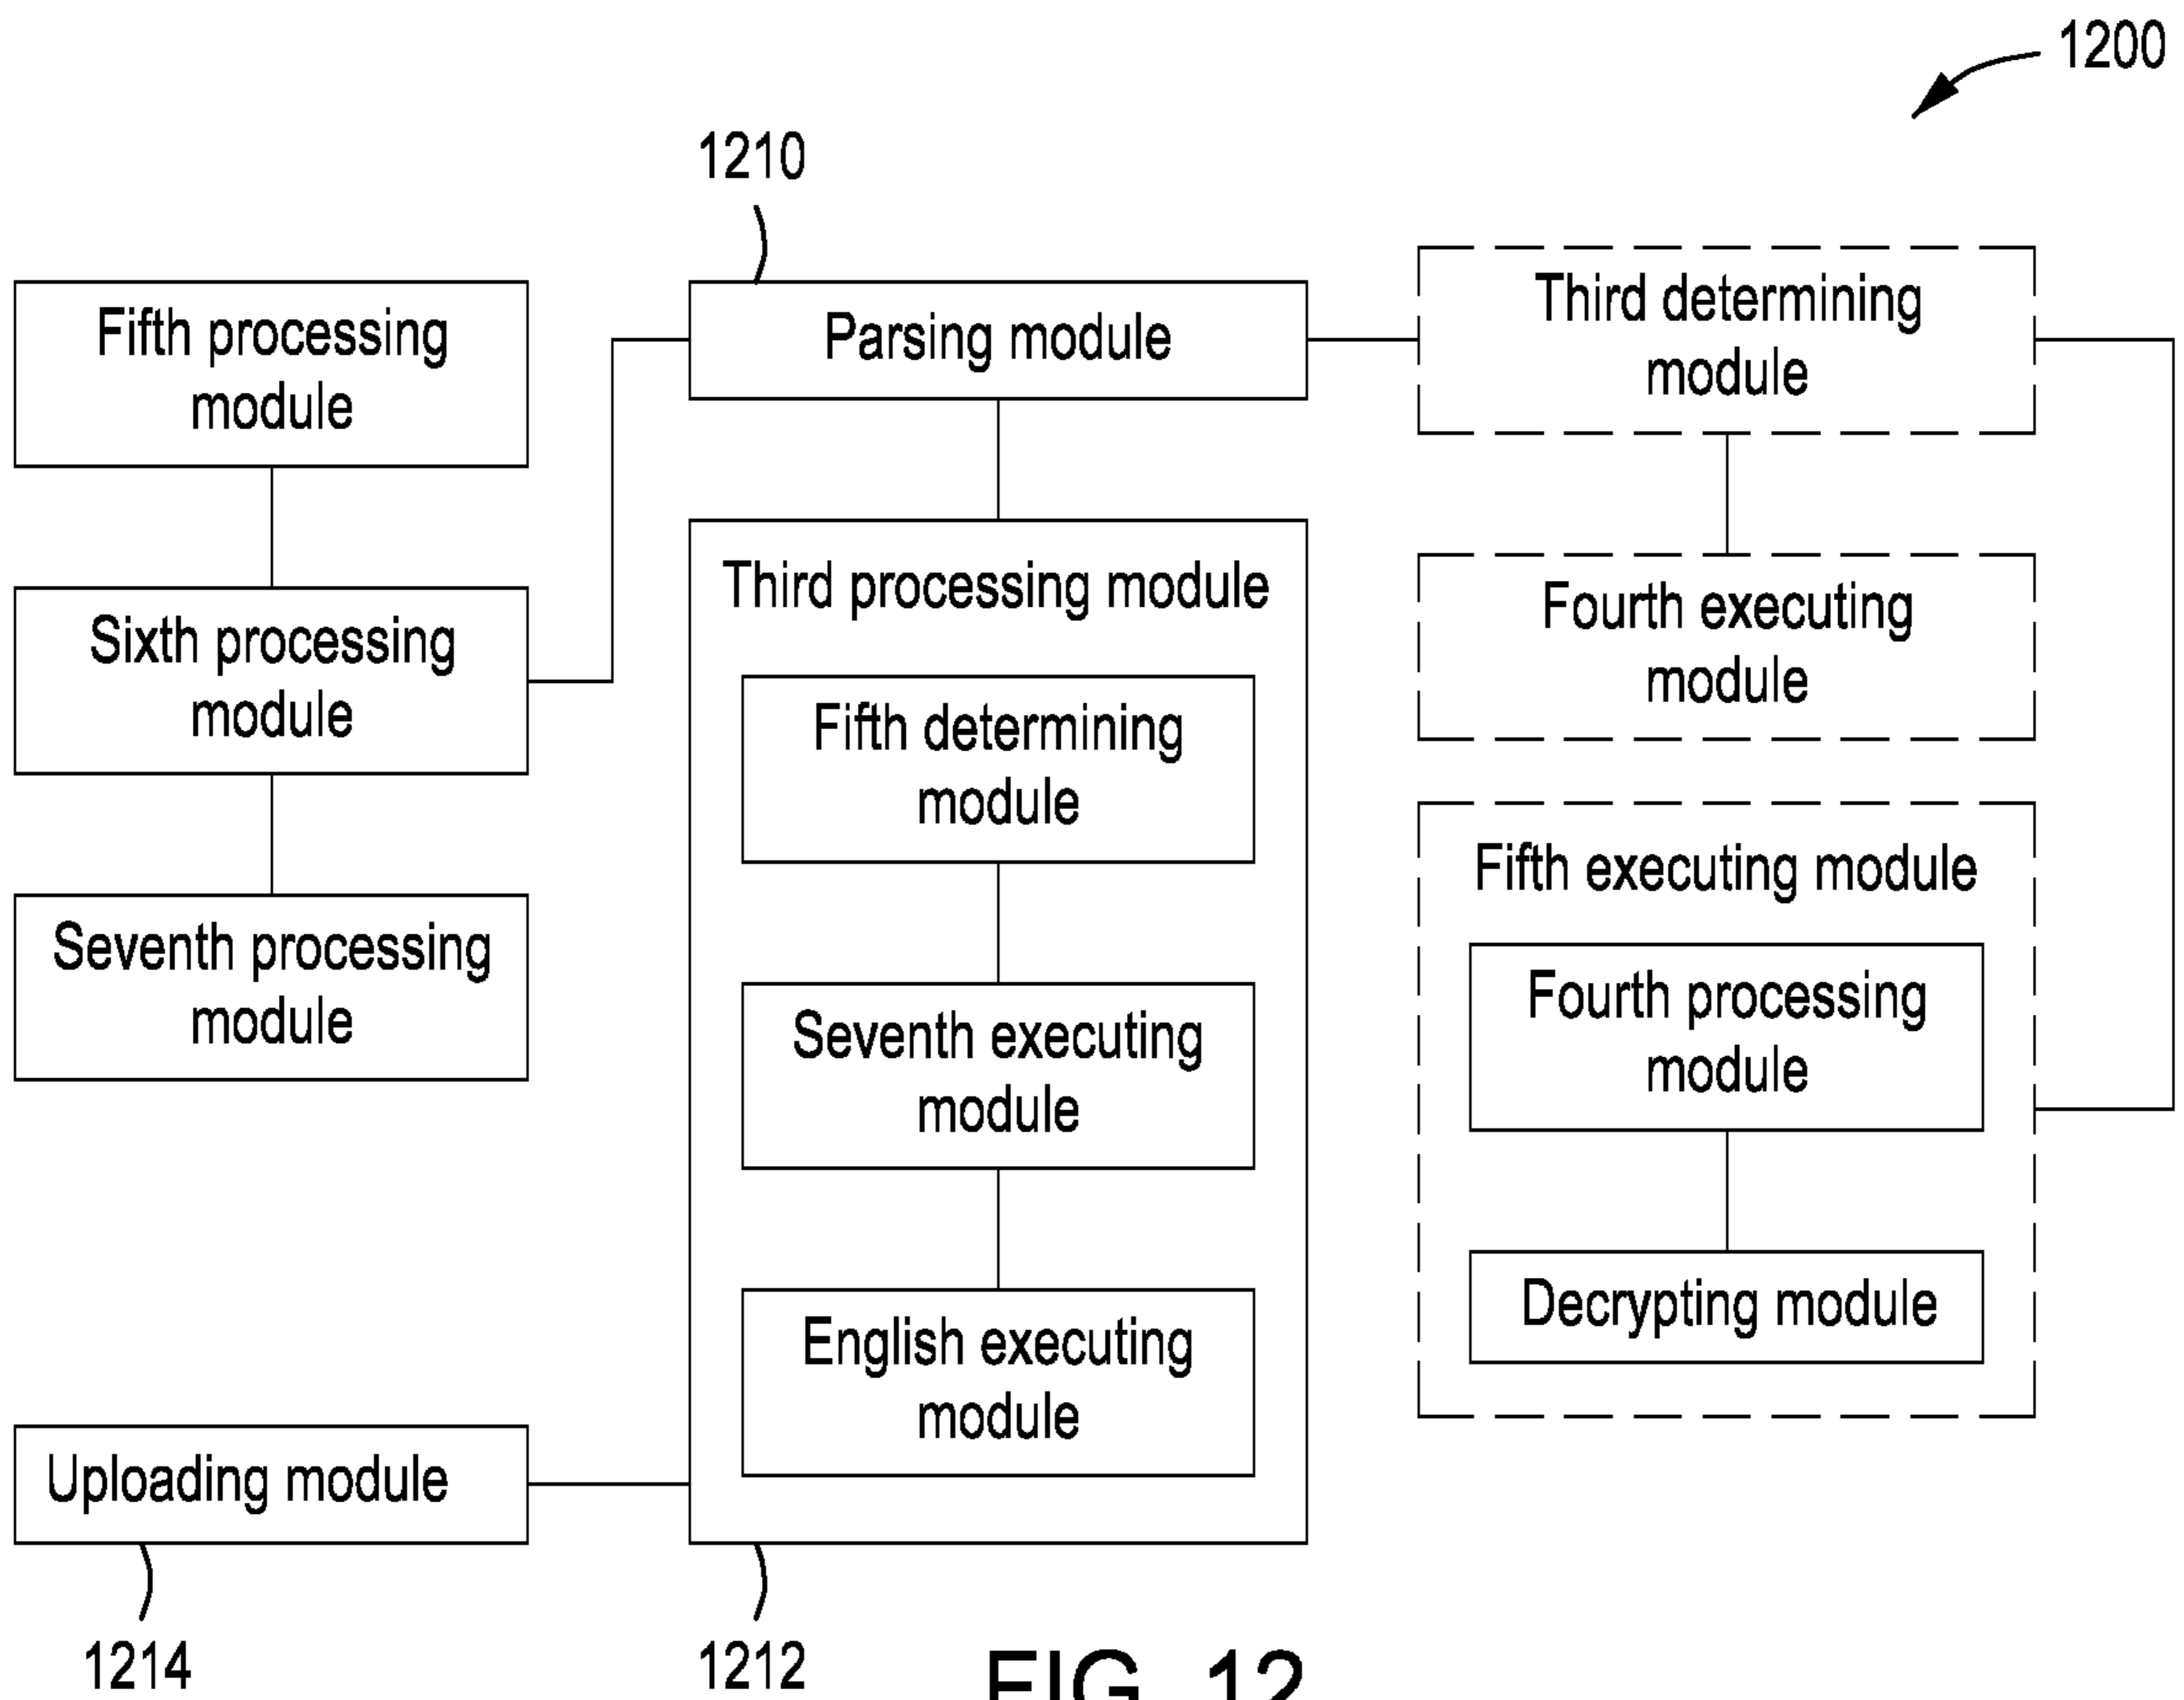 1200
1210
Fifth processing
module
Sixth processing
module
Seventh processing
module
Uploading module
1214
Parsing module
Third processing module
Fifth determining
module
Seventh executing
module
English executing
module
1212
Third determining
module
Fourth executing
module
Fifth executing module
Fourth processing
module
Decrypting module
FIG. 12